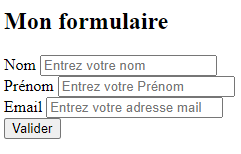 Mon formulaire
Nom Entrez votre nom
Prénom Entrez votre Prénom
Email Entrez votre adresse mail
Valider